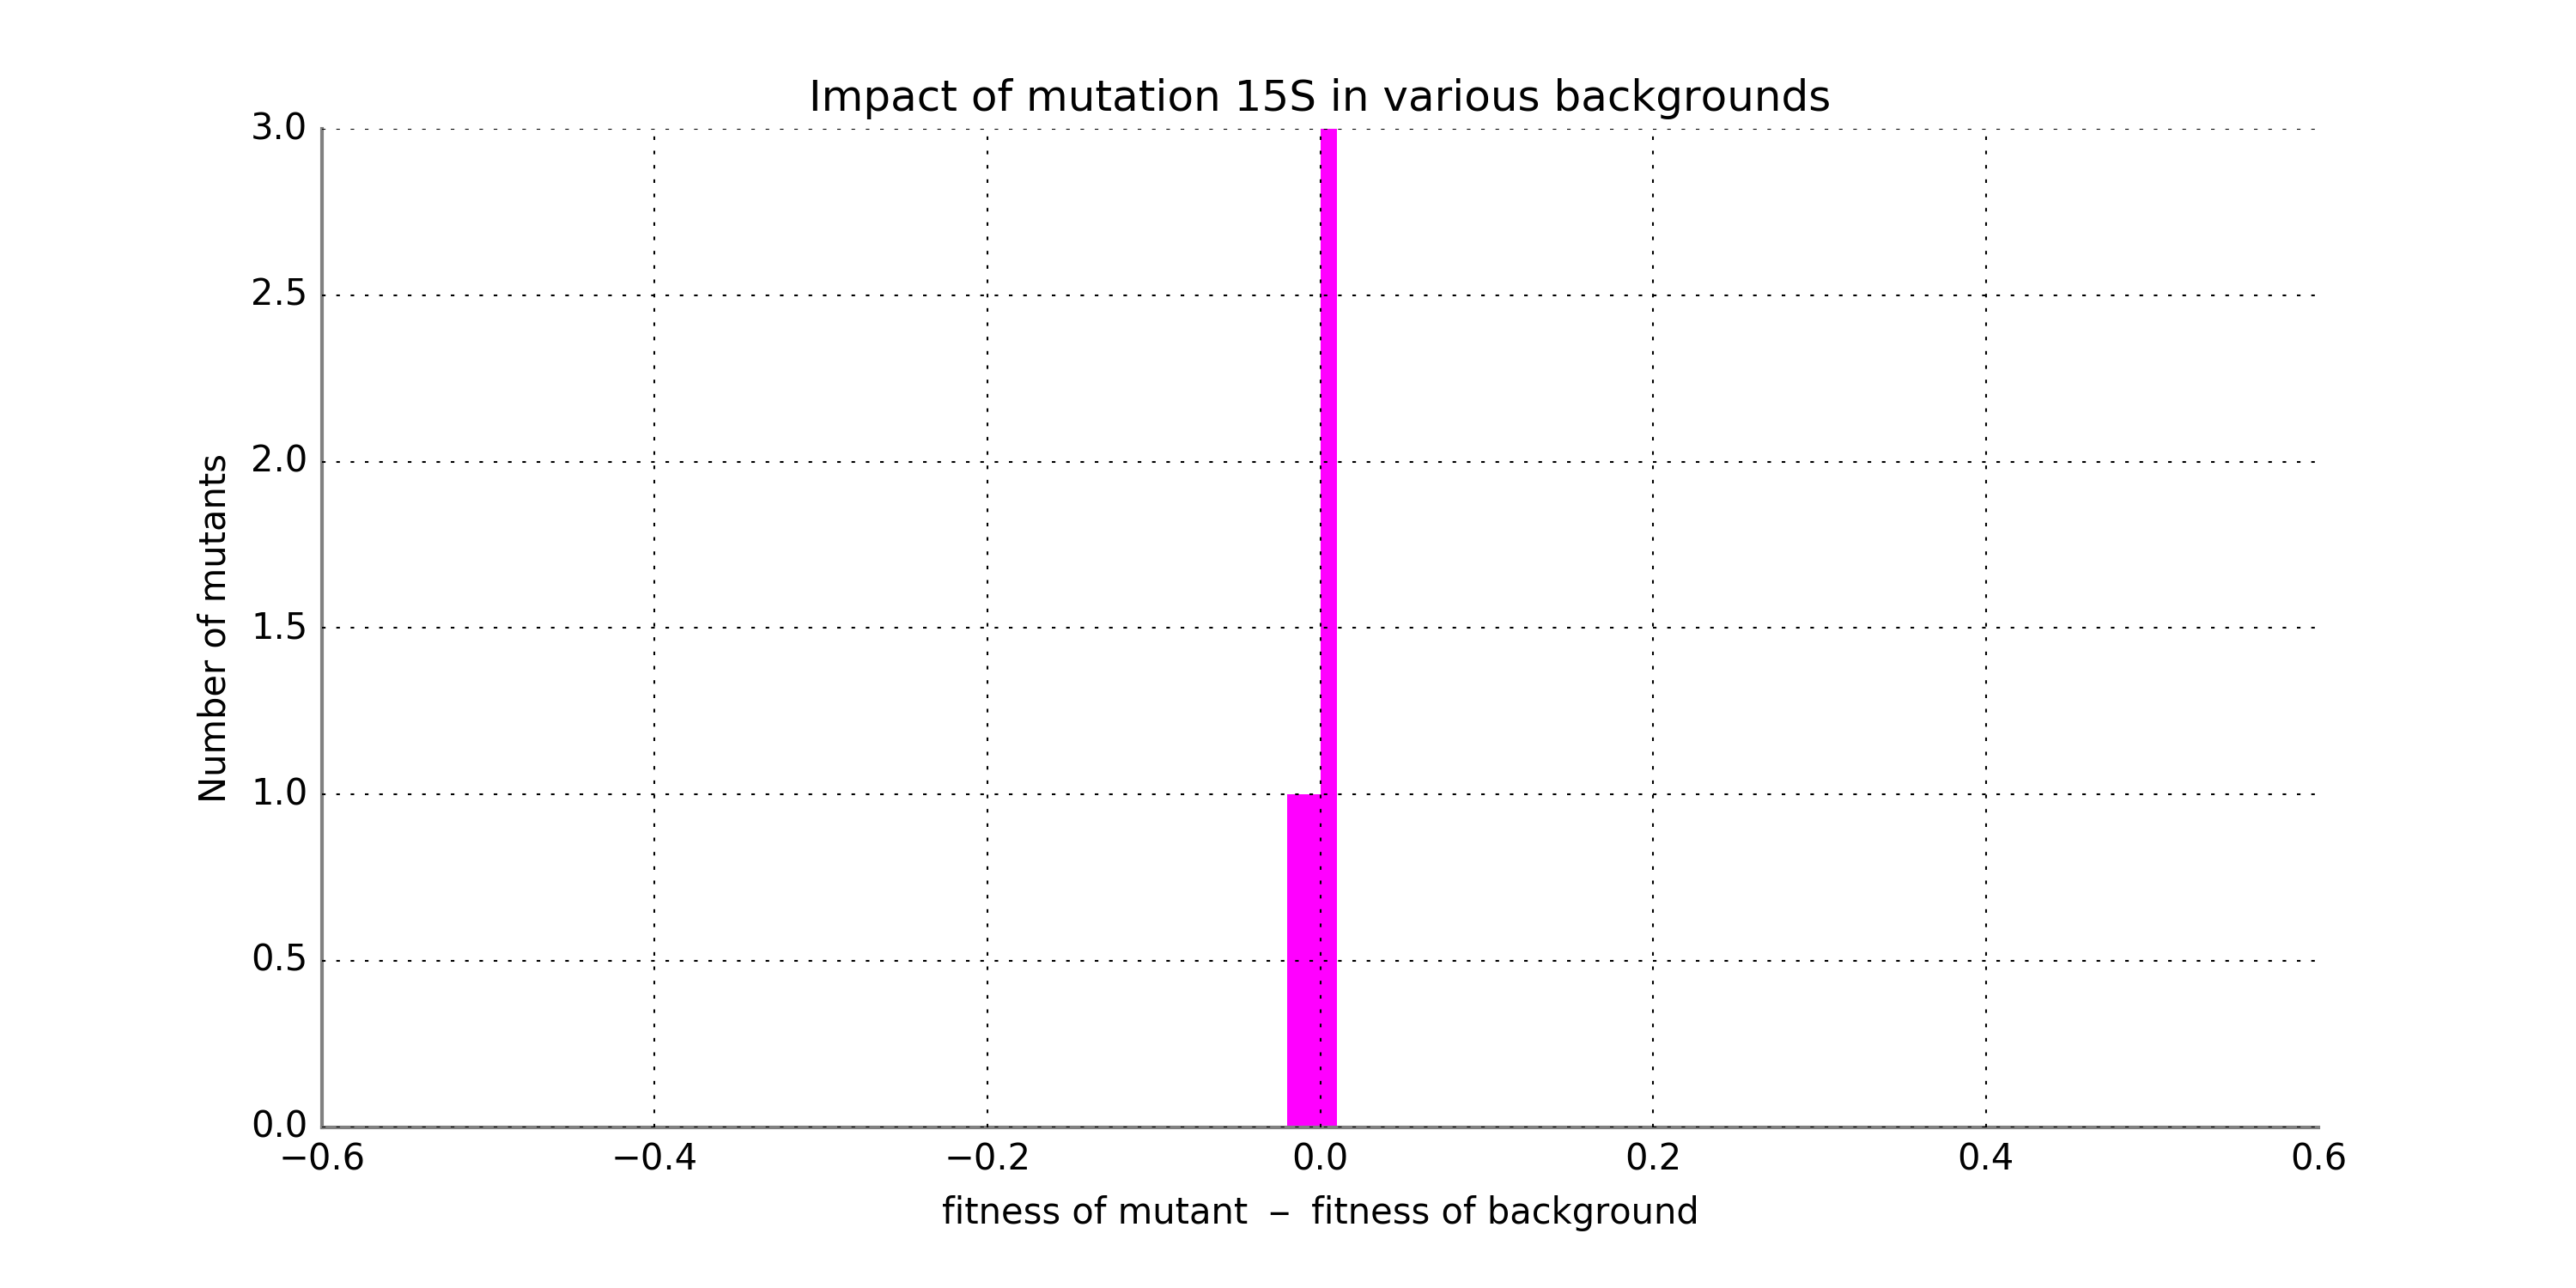 Impact of mutation 15S in various backgrounds
3.0
2.5
2.0
1.5
1.0
0.5
0.0
Number of mutants
−0.6 −0.4 −0.2 0.0 0.2 0.4 0.6
fitness of mutant − fitness of background